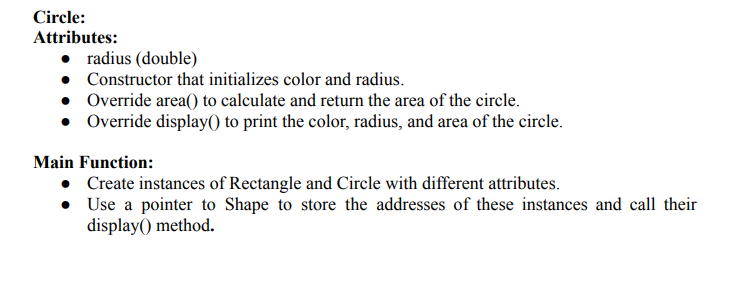 Circle:
Attributes:
● radius (double)
● Constructor that initializes color and radius.
● Override area() to calculate and return the area of the circle.
● Override display() to print the color, radius, and area of the circle.
Main Function:
● Create instances of Rectangle and Circle with different attributes.
● Use a pointer to Shape to store the addresses of these instances and call their
display() method.